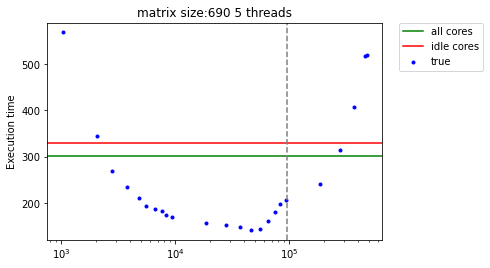 matrix size:690 5 threads
Execution time
500
400
300
200
10³
10⁴
10⁵
all cores
idle cores
true